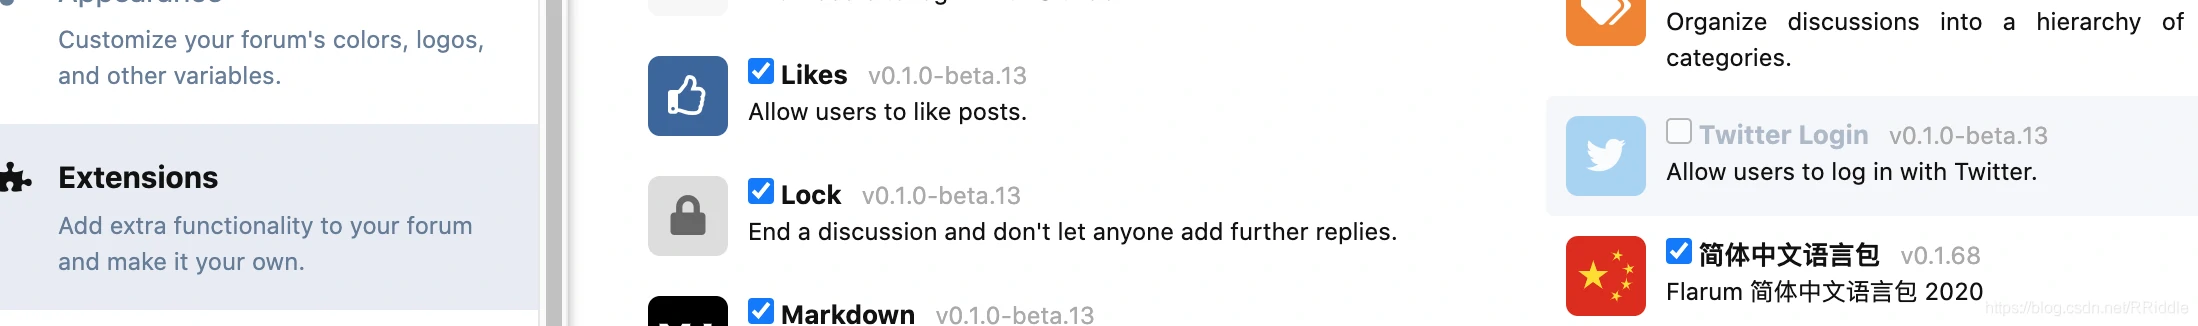 Appearance
Customize your forum's colors, logos,
and other variables.
Extensions
Add extra functionality to your forum
and make it your own.
Likes v0.1.0-beta.13
Allow users to like posts.
Lock v0.1.0-beta.13
End a discussion and don't let anyone add further replies.
Markdown v0.1.0-beta.13
Organize discussions into a hierarchy of
categories.
Twitter Login v0.1.0-beta.13
Allow users to log in with Twitter.
简体中文语言包 v0.1.68
Flarum 简体中文语言包 2020
https://blog.csdn.net/RRiddle